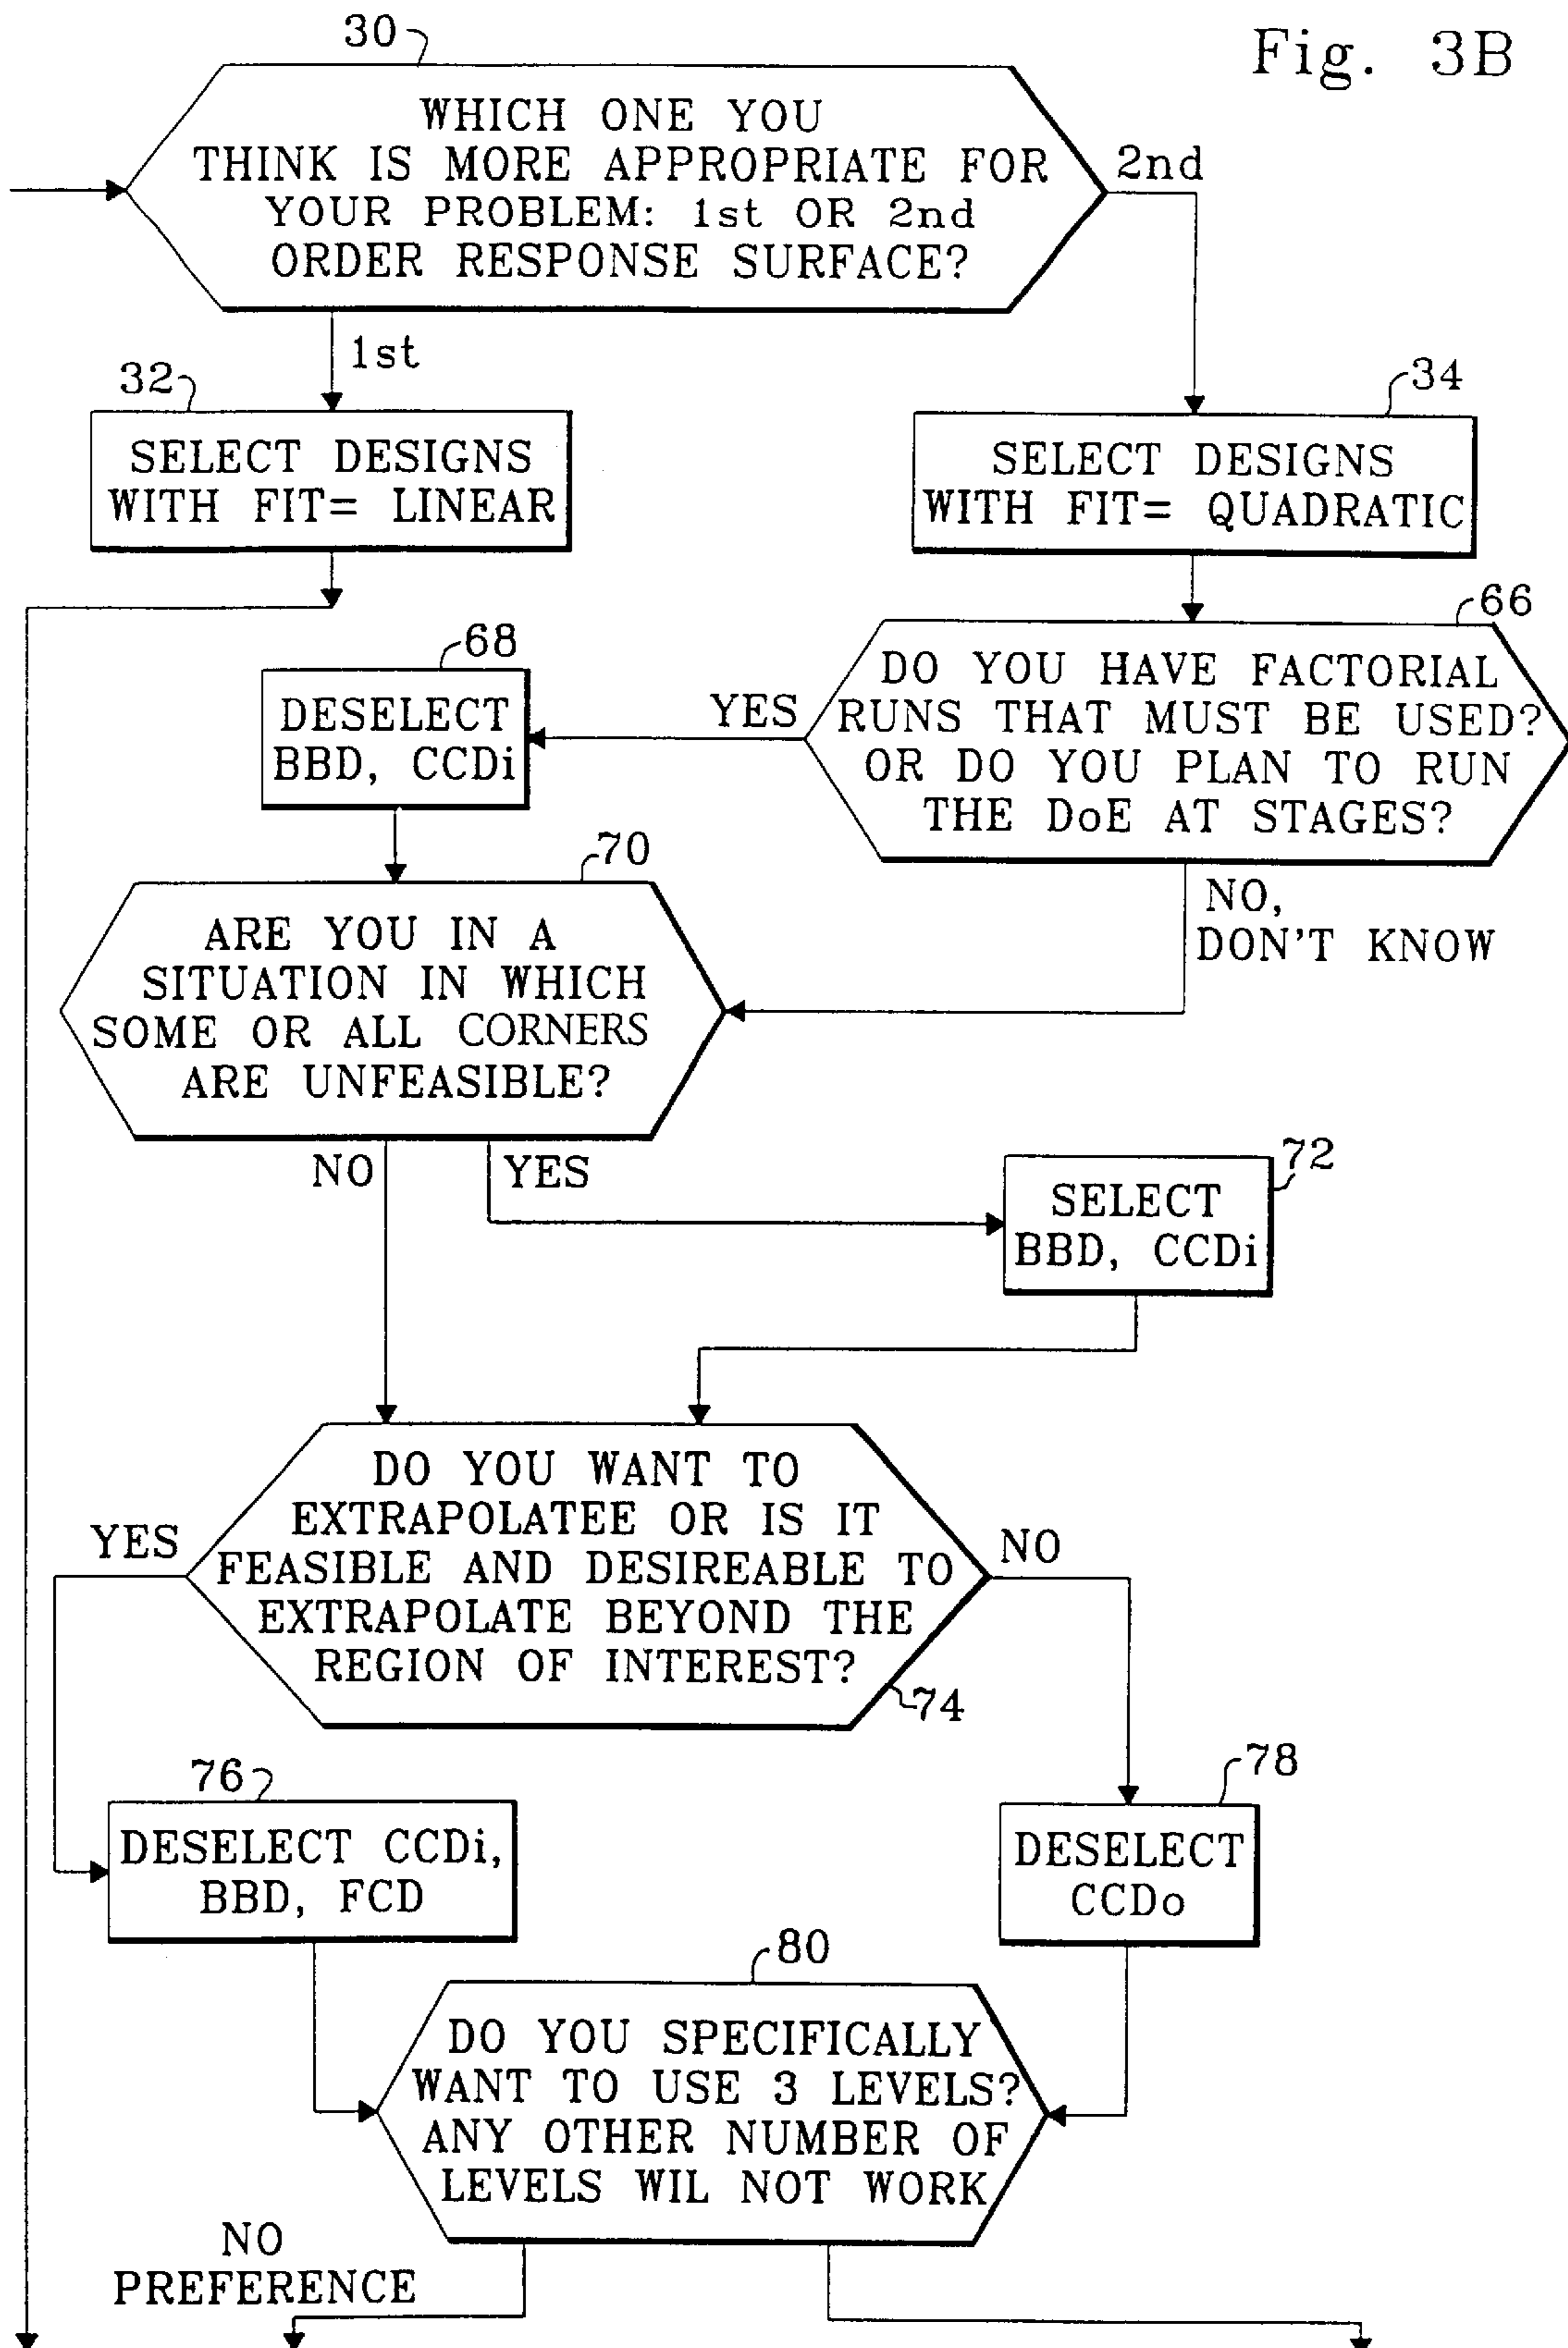 Fig. 3B
30
WHICH ONE YOU
THINK IS MORE APPROPRIATE FOR
YOUR PROBLEM: 1st OR 2nd
ORDER RESPONSE SURFACE?
2nd
1st
32
SELECT DESIGNS
WITH FIT= LINEAR
34
SELECT DESIGNS
WITH FIT= QUADRATIC
66
DO YOU HAVE FACTORIAL
RUNS THAT MUST BE USED?
OR DO YOU PLAN TO RUN
THE DoE AT STAGES?
YES
68
DESELECT
BBD, CCDi
NO,
DON'T KNOW
70
ARE YOU IN A
SITUATION IN WHICH
SOME OR ALL CORNERS
ARE UNFEASIBLE?
NO
YES
72
SELECT
BBD, CCDi
DO YOU WANT TO
EXTRAPOLATEE OR IS IT
FEASIBLE AND DESIREABLE TO
EXTRAPOLATE BEYOND THE
REGION OF INTEREST?
74
YES
NO
76
DESELECT CCDi,
BBD, FCD
78
DESELECT
CCDo
80
DO YOU SPECIFICALLY
WANT TO USE 3 LEVELS?
ANY OTHER NUMBER OF
LEVELS WIL NOT WORK
NO
PREFERENCE